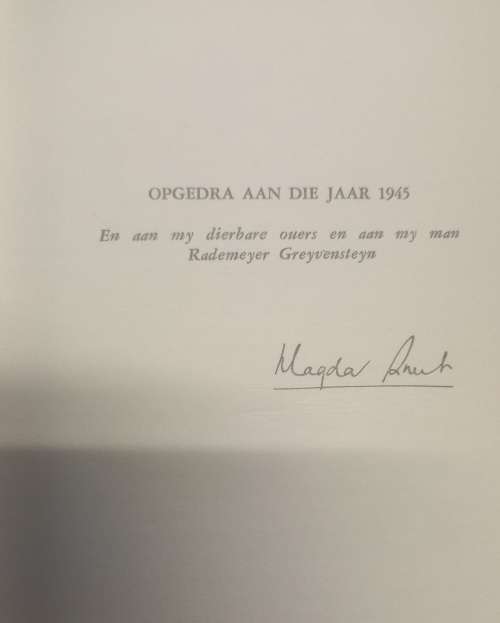 OPGEDRA AAN DIE JAAR 1945
En aan my dierbare ouers en aan my man
Rademeyer Greyvensteyn
Magda